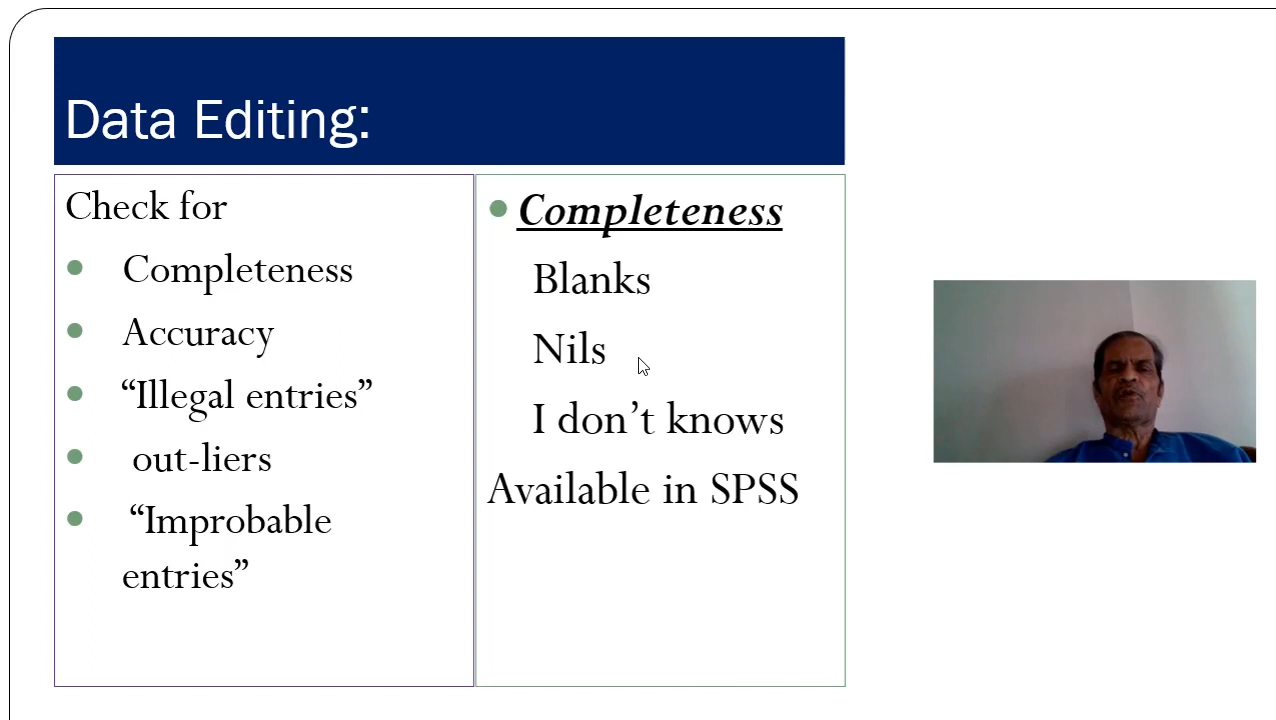 Data Editing:
Check for
Completeness
Accuracy
“Illegal entries”
out-liers
“Improbable
entries”
Completeness
Blanks
Nils
I don’t knows
Available in SPSS